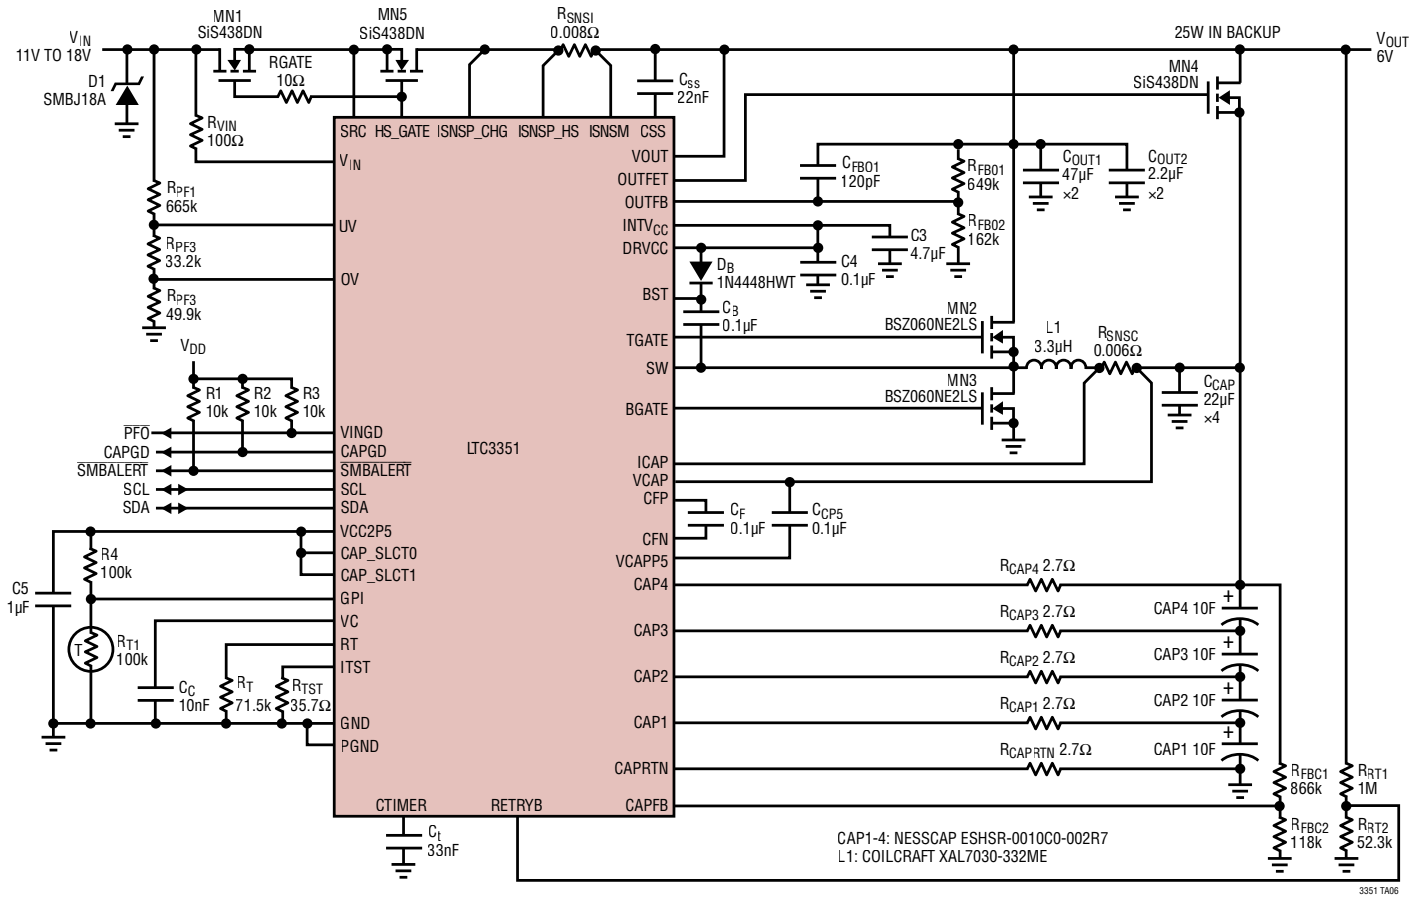 VIN
11V TO 18V
MN1
SiS438DN
MN5
SiS438DN
RSNSI
0.008Ω
25W IN BACKUP
VOUT
6V
D1
SMBJ18A
RGATE
10Ω
CSS
22nF
MN4
SiS438DN
RVIN
100Ω
SRC HS_GATE ISNSP_CHG ISNSP_HS ISNSM CSS
VIN
VOUT
OUTFET
OUTFB
INTVCC
DRVCC
BST
TGATE
SW
BGATE
ICAP
VCAP
CFP
CFN
VCAPP5
CAP4
CAP3
CAP2
CAP1
CAPRTN
CAPFB
CFBO1
120pF
RFBO1
649k
COUT1
47µF
×2
COUT2
2.2µF
×2
RFBO2
162k
C3
4.7µF
C4
0.1µF
DB
1N4448HWT
CB
0.1µF
RPF1
665k
UV
RPF3
33.2k
OV
RPF3
49.9k
VDD
R1
10k
R2
10k
R3
10k
PFO
CAPGD
SMBALERT
SCL
SDA
VINGD
CAPGD
SMBALERT
SCL
SDA
VCC2P5
CAP_SLCT0
CAP_SLCT1
GPI
VC
RT
ITST
GND
PGND
LTC3351
MN2
BSZ060NE2LS
MN3
BSZ060NE2LS
L1
3.3µH
RSNSC
0.006Ω
CCAP
22µF
×4
CF
0.1µF
CCP5
0.1µF
R4
100k
C5
1µF
T
RT1
100k
CC
10nF
RT
71.5k
RTST
35.7Ω
RCAP4 2.7Ω
RCAP3 2.7Ω
RCAP2 2.7Ω
RCAP1 2.7Ω
RCAPRTN 2.7Ω
+
CAP4 10F
+
CAP3 10F
+
CAP2 10F
+
CAP1 10F
RFBC1
866k
RRT1
1M
RFBC2
118k
RRT2
52.3k
CTIMER
RETRYB
Ct
33nF
CAP1-4: NESSCAP ESHSR-0010C0-002R7
L1: COILCRAFT XAL7030-332ME
3351 TA06